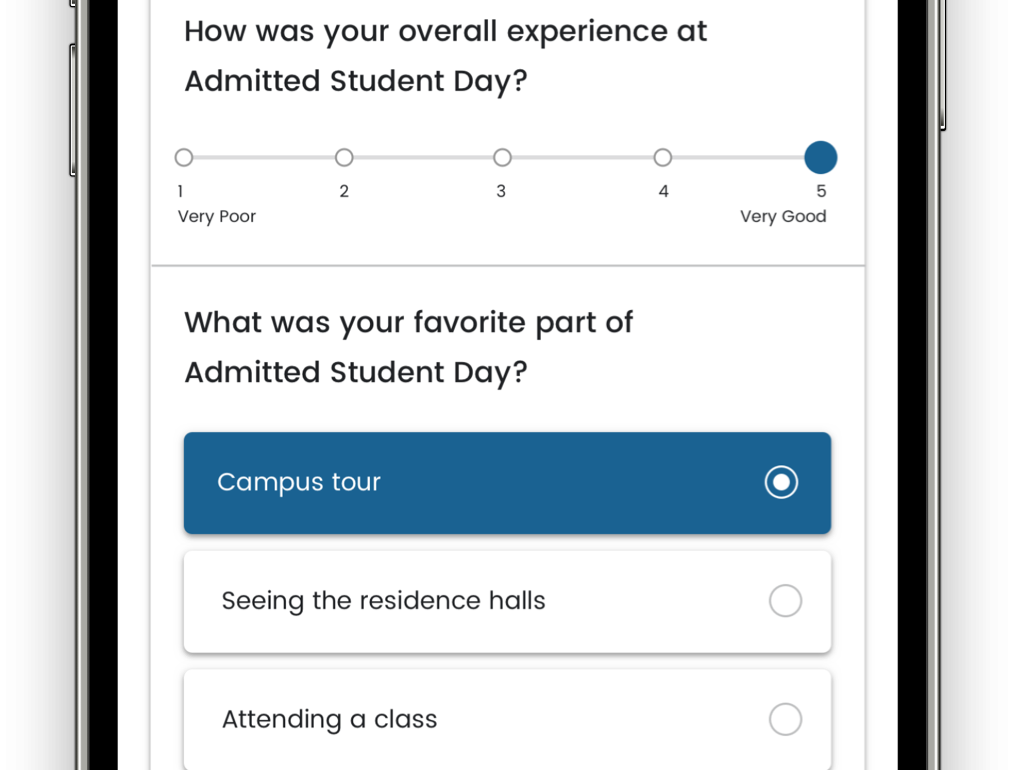 How was your overall experience at
Admitted Student Day?
1 2 3 4 5
Very Poor Very Good
What was your favorite part of
Admitted Student Day?
Campus tour
Seeing the residence halls
Attending a class